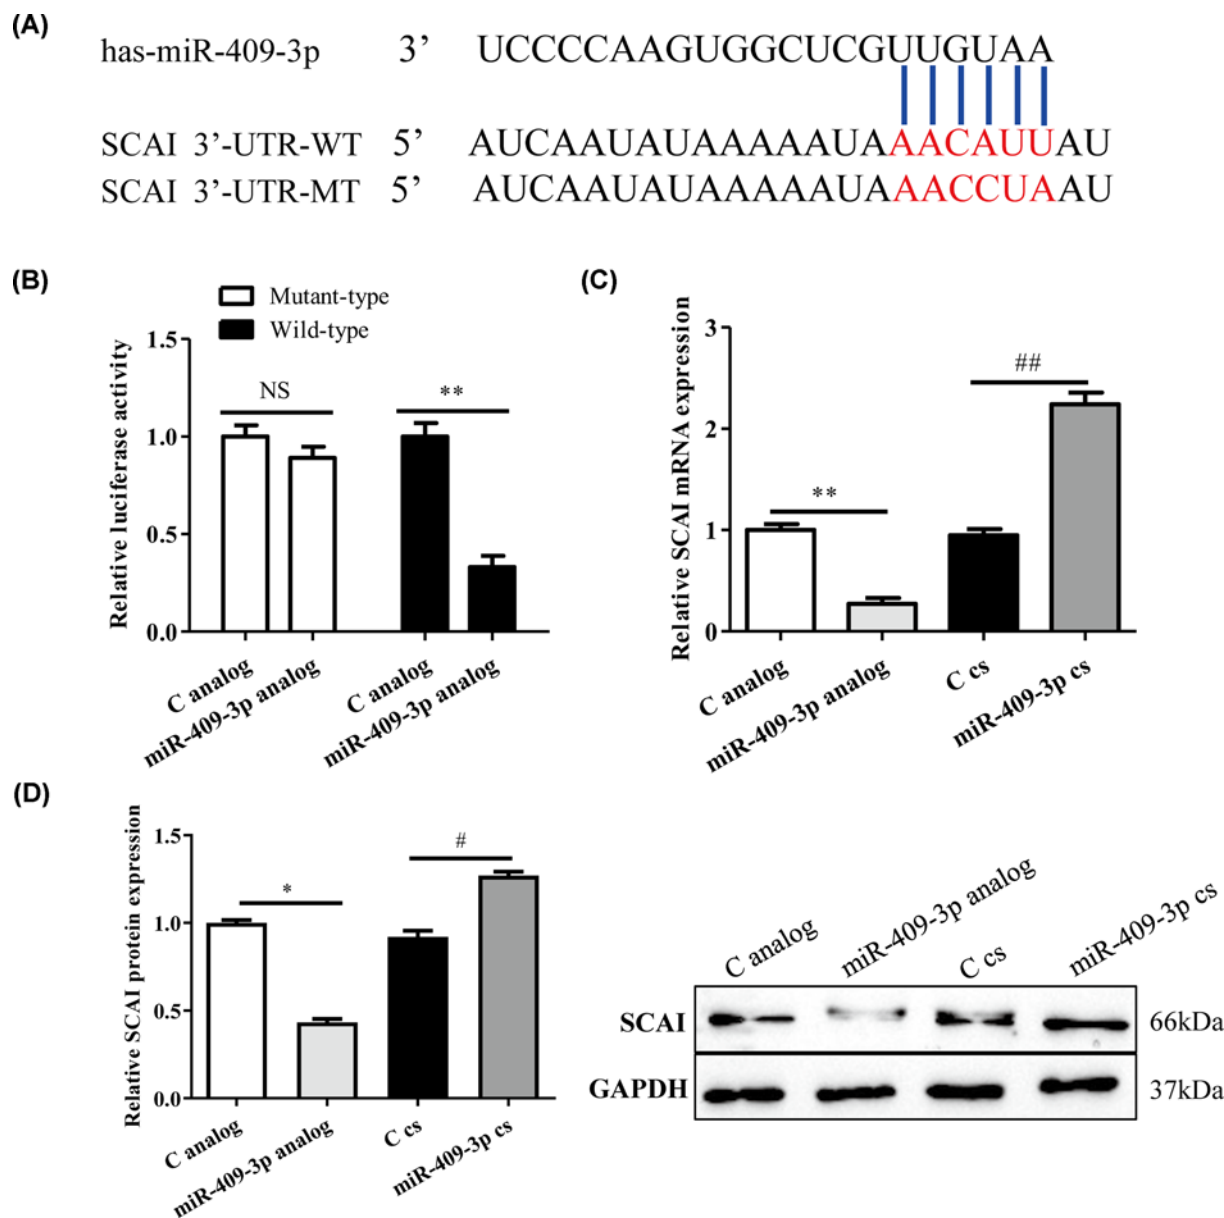 (A)
has-miR-409-3p 3’ UCCCCAAGUGGCUCGUUGUAA
SCAI 3’-UTR-WT 5’ AUCAAUAUAAAAAUAAACAUUAU
SCAI 3’-UTR-MT 5’ AUCAAUAUAAAAAUAAACCUAAU
(B)
Mutant-type
Wild-type
Relative luciferase activity
1.5
1.0
0.5
0.0
NS
**
C analog
miR-409-3p analog
C analog
miR-409-3p analog
(C)
Relative SCAI mRNA expression
3
2
1
0
**
##
C analog
miR-409-3p analog
C cs
miR-409-3p cs
(D)
Relative SCAI protein expression
1.5
1.0
0.5
0.0
*
#
C analog
miR-409-3p analog
C cs
miR-409-3p cs
C analog
miR-409-3p analog
C cs
miR-409-3p cs
SCAI 66kDa
GAPDH 37kDa